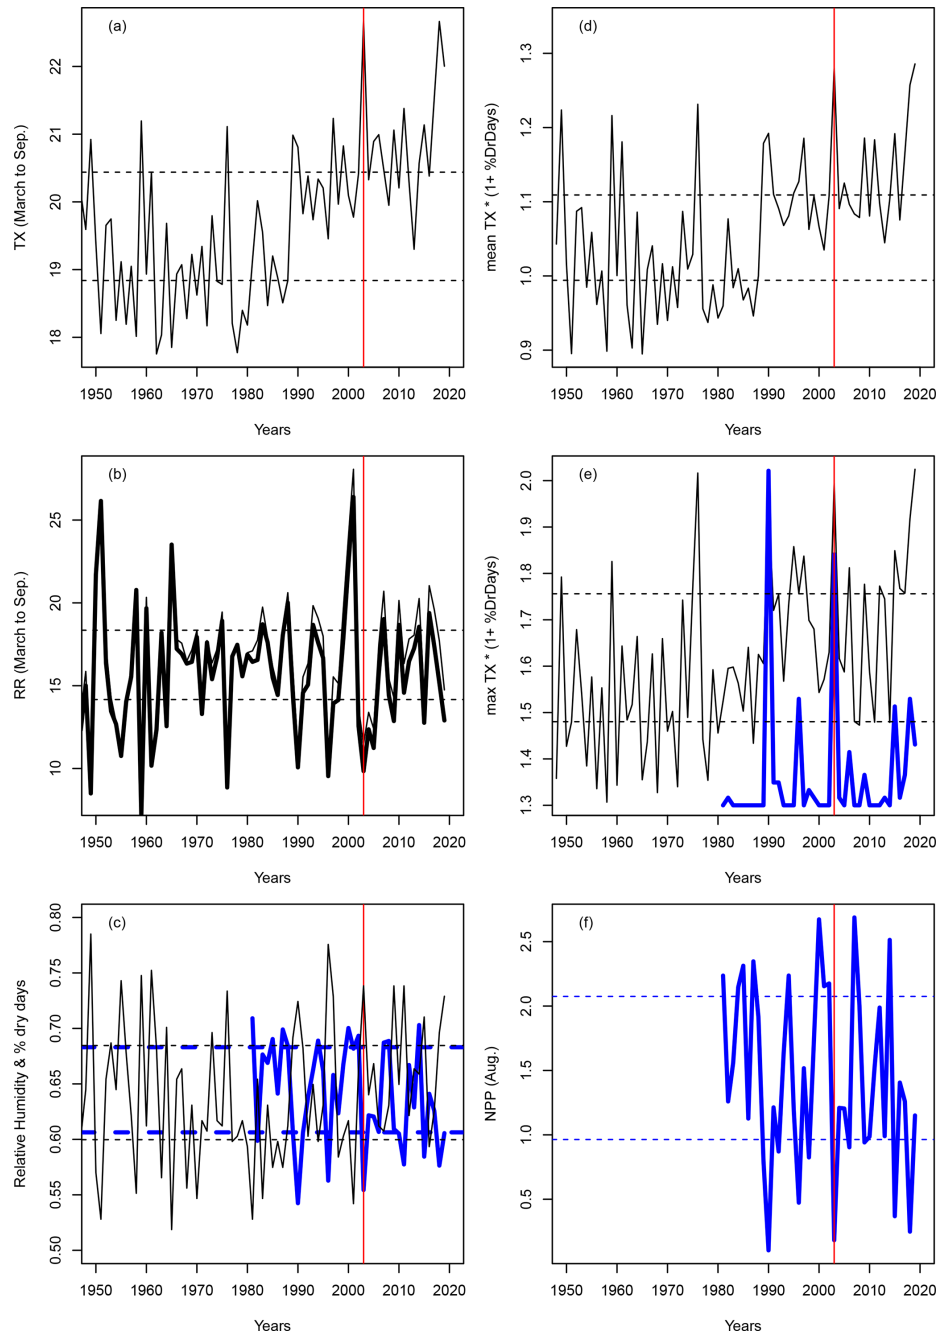 (a)
TX (March to Sep.)
18 19 20 21 22
1950 1960 1970 1980 1990 2000 2010 2020
Years
(d)
mean TX * (1+ %DrDays)
0.9 1.0 1.1 1.2 1.3
1950 1960 1970 1980 1990 2000 2010 2020
Years
(b)
RR (March to Sep.)
10 15 20 25
1950 1960 1970 1980 1990 2000 2010 2020
Years
(e)
max TX * (1+ %DrDays)
1.3 1.4 1.5 1.6 1.7 1.8 1.9 2.0
1950 1960 1970 1980 1990 2000 2010 2020
Years
(c)
Relative Humidity & % dry days
0.50 0.55 0.60 0.65 0.70 0.75 0.80
1950 1960 1970 1980 1990 2000 2010 2020
Years
(f)
NPP (Aug.)
0.5 1.0 1.5 2.0 2.5
1950 1960 1970 1980 1990 2000 2010 2020
Years